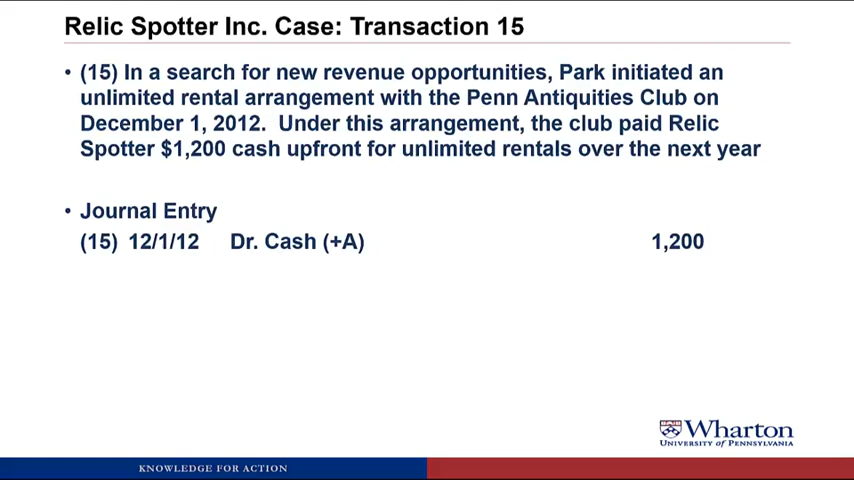 Relic Spotter Inc. Case: Transaction 15
• (15) In a search for new revenue opportunities, Park initiated an
unlimited rental arrangement with the Penn Antiquities Club on
December 1, 2012.  Under this arrangement, the club paid Relic
Spotter $1,200 cash upfront for unlimited rentals over the next year
• Journal Entry
(15) 12/1/12 Dr. Cash (+A) 1,200
Wharton
UNIVERSITY OF PENNSYLVANIA
KNOWLEDGE FOR ACTION